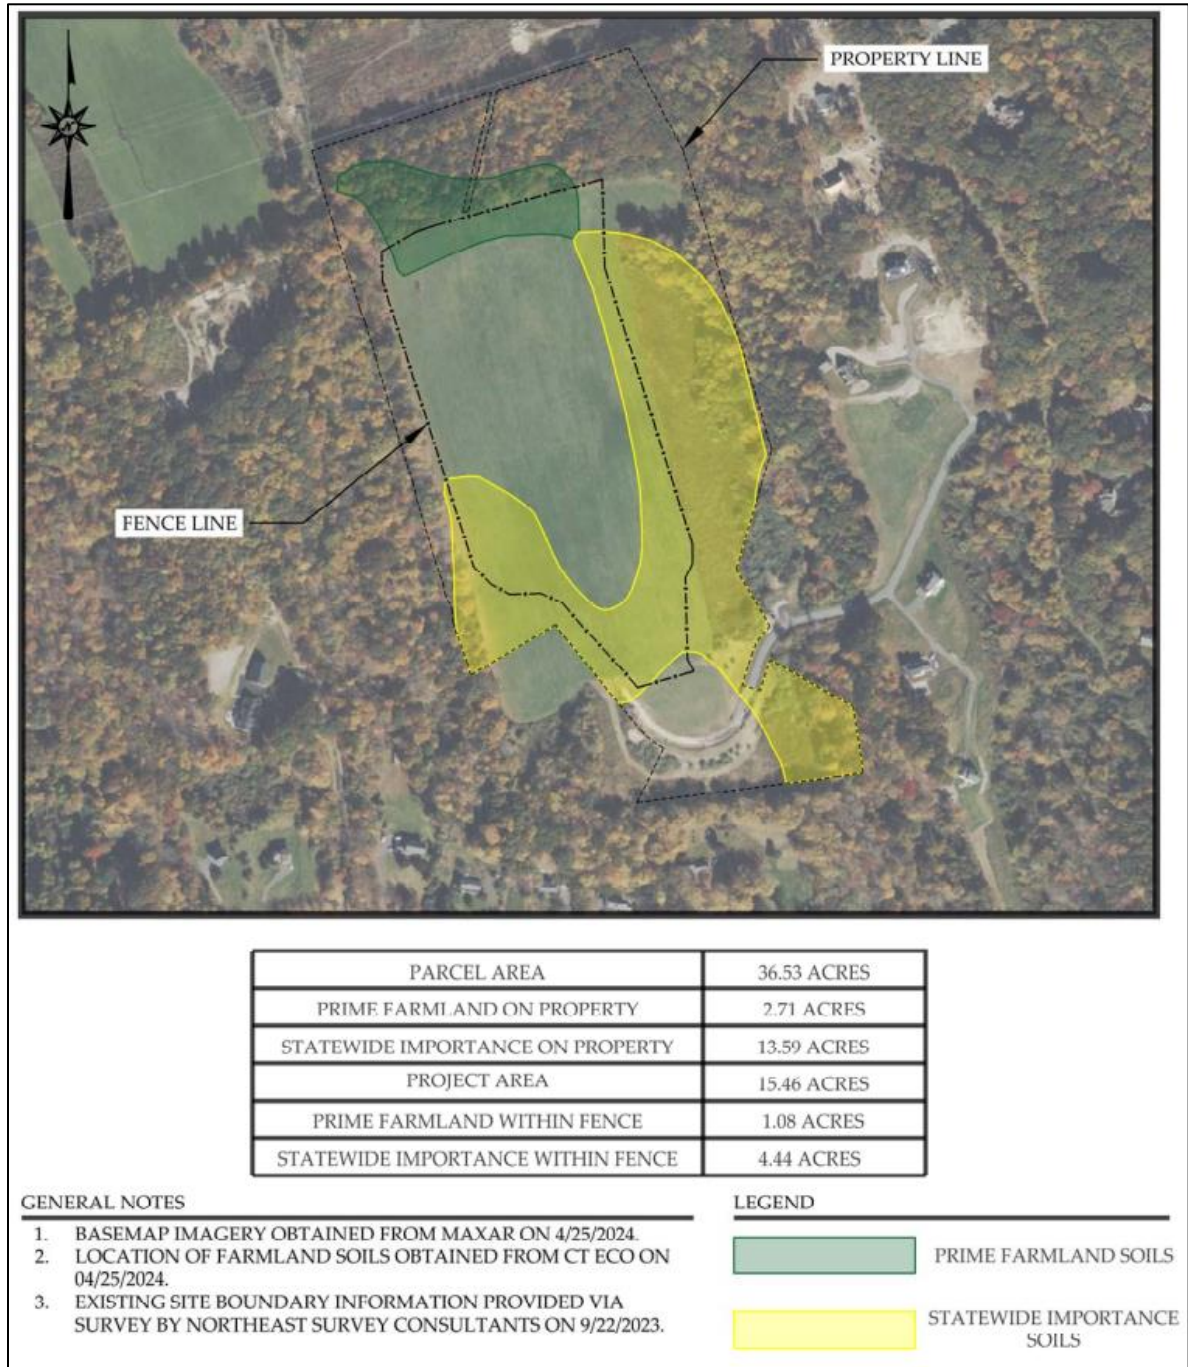 PROPERTY LINE
FENCE LINE
PARCEL AREA 36.53 ACRES
PRIME FARMLAND ON PROPERTY 2.71 ACRES
STATEWIDE IMPORTANCE ON PROPERTY 13.59 ACRES
PROJECT AREA 15.46 ACRES
PRIME FARMLAND WITHIN FENCE 1.08 ACRES
STATEWIDE IMPORTANCE WITHIN FENCE 4.44 ACRES
GENERAL NOTES
1. BASEMAP IMAGERY OBTAINED FROM MAXAR ON 4/25/2024.
2. LOCATION OF FARMLAND SOILS OBTAINED FROM CT ECO ON
04/25/2024.
3. EXISTING SITE BOUNDARY INFORMATION PROVIDED VIA
SURVEY BY NORTHEAST SURVEY CONSULTANTS ON 9/22/2023.
LEGEND
PRIME FARMLAND SOILS
STATEWIDE IMPORTANCE
SOILS